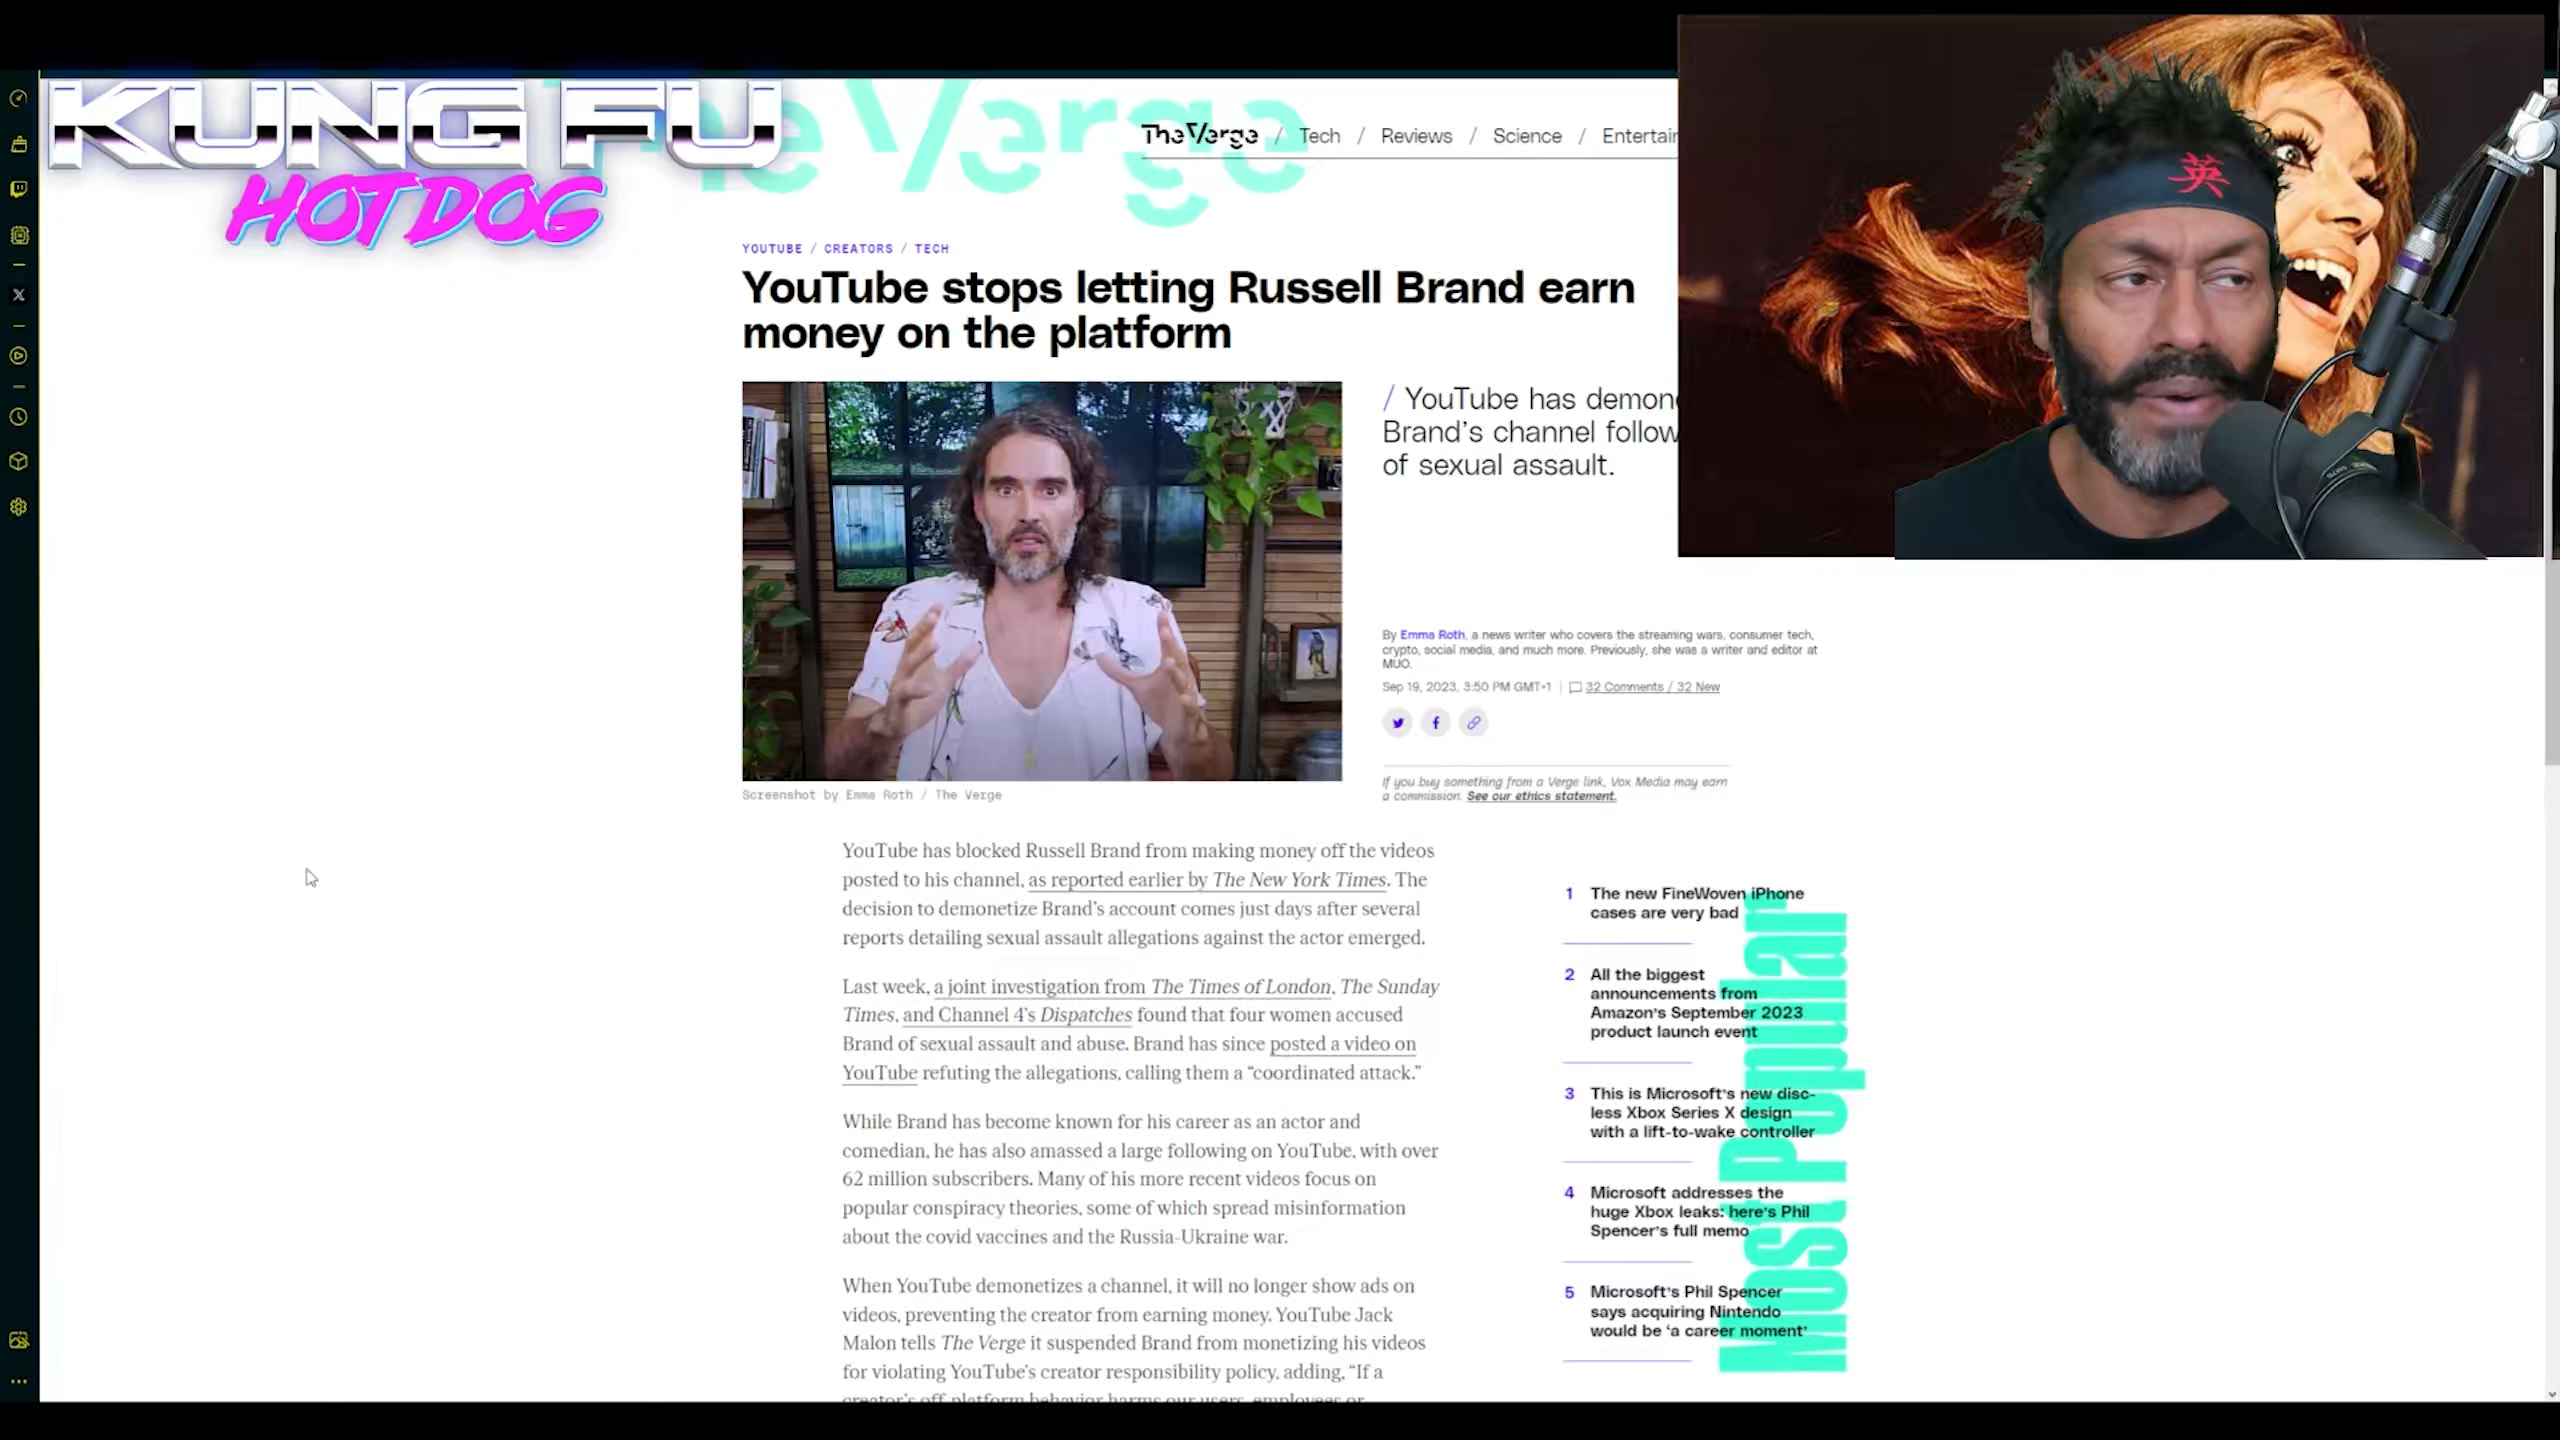 KUNG FU
HOTDOG
The Verge
The Verge / Tech / Reviews / Science / Entertain
英
YOUTUBE / CREATORS / TECH
YouTube stops letting Russell Brand earn
money on the platform
/ YouTube has demon
Brand's channel follow
of sexual assault.
By Emma Roth, a news writer who covers the streaming wars, consumer tech,
crypto, social media, and much more. Previously, she was a writer and editor at
MUO.
Sep 19, 2023, 3:50 PM GMT+1 | 32 Comments / 32 New
If you buy something from a Verge link, Vox Media may earn
a commission. See our ethics statement.
Screenshot by Emma Roth / The Verge
YouTube has blocked Russell Brand from making money off the videos
posted to his channel, as reported earlier by The New York Times. The
decision to demonetize Brand's account comes just days after several
reports detailing sexual assault allegations against the actor emerged.
Last week, a joint investigation from The Times of London, The Sunday
Times, and Channel 4's Dispatches found that four women accused
Brand of sexual assault and abuse. Brand has since posted a video on
YouTube refuting the allegations, calling them a “coordinated attack.”
While Brand has become known for his career as an actor and
comedian, he has also amassed a large following on YouTube, with over
62 million subscribers. Many of his more recent videos focus on
popular conspiracy theories, some of which spread misinformation
about the covid vaccines and the Russia-Ukraine war.
When YouTube demonetizes a channel, it will no longer show ads on
videos, preventing the creator from earning money. YouTube Jack
Malon tells The Verge it suspended Brand from monetizing his videos
for violating YouTube's creator responsibility policy, adding, “If a
creator's off-platform behavior harms our users, employees or
Most Popular
1 The new FineWoven iPhone
cases are very bad
2 All the biggest
announcements from
Amazon's September 2023
product launch event
3 This is Microsoft's new disc-
less Xbox Series X design
with a lift-to-wake controller
4 Microsoft addresses the
huge Xbox leaks: here's Phil
Spencer's full memo
5 Microsoft's Phil Spencer
says acquiring Nintendo
would be ‘a career moment’